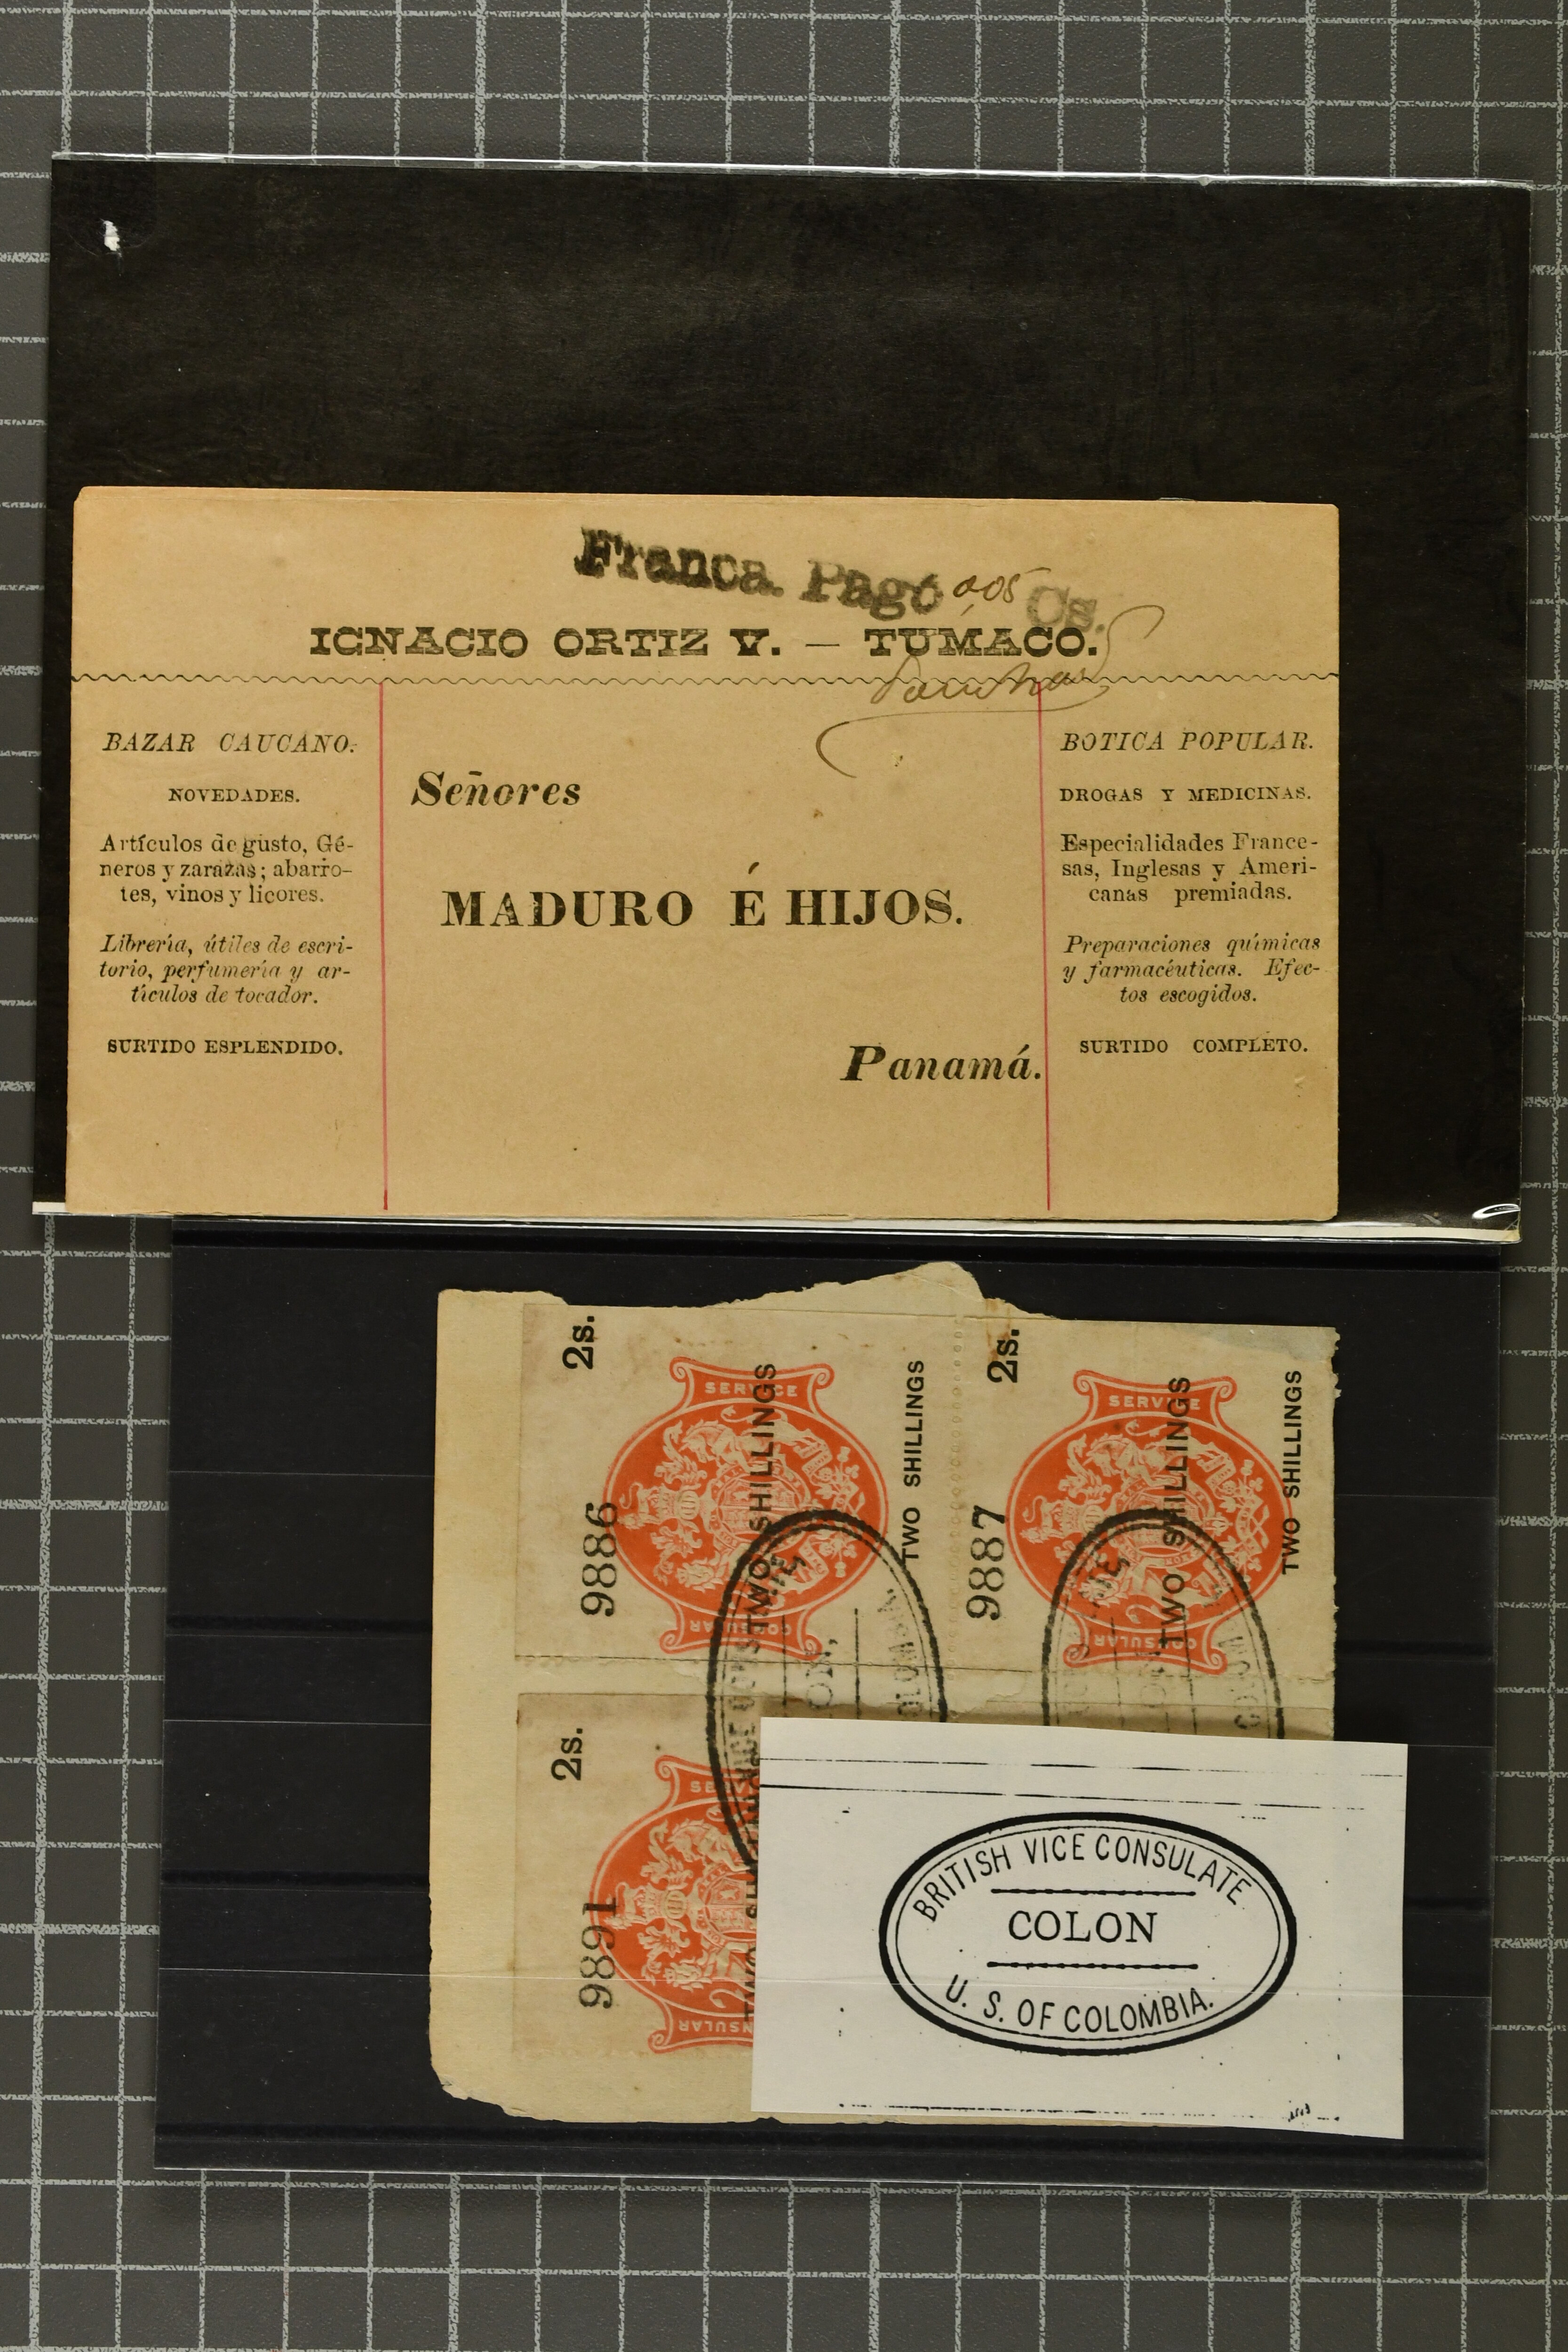 Franca. Pagó 0,05 Cs.
IGNACIO ORTIZ V. — TUMACO.
BAZAR CAUCANO.
NOVEDADES.
Artículos de gusto, Gé-
neros y zarazas; abarro-
tes, vinos y licores.
Librería, útiles de escri-
torio, perfumería y ar-
tículos de tocador.
SURTIDO ESPLENDIDO.
Señores
MADURO É HIJOS.
Panamá.
BOTICA POPULAR.
DROGAS Y MEDICINAS.
Especialidades France-
sas, Inglesas y Ameri-
canas premiadas.
Preparaciones químicas
y farmacéuticas. Efec-
tos escogidos.
SURTIDO COMPLETO.
2s.
9886
SERVICE
CONSULAR
TWO SHILLINGS
TWO SHILLINGS
2s.
9887
SERVICE
CONSULAR
TWO SHILLINGS
TWO SHILLINGS
2s.
9891
BRITISH VICE CONSULATE
COLON
U. S. OF COLOMBIA.